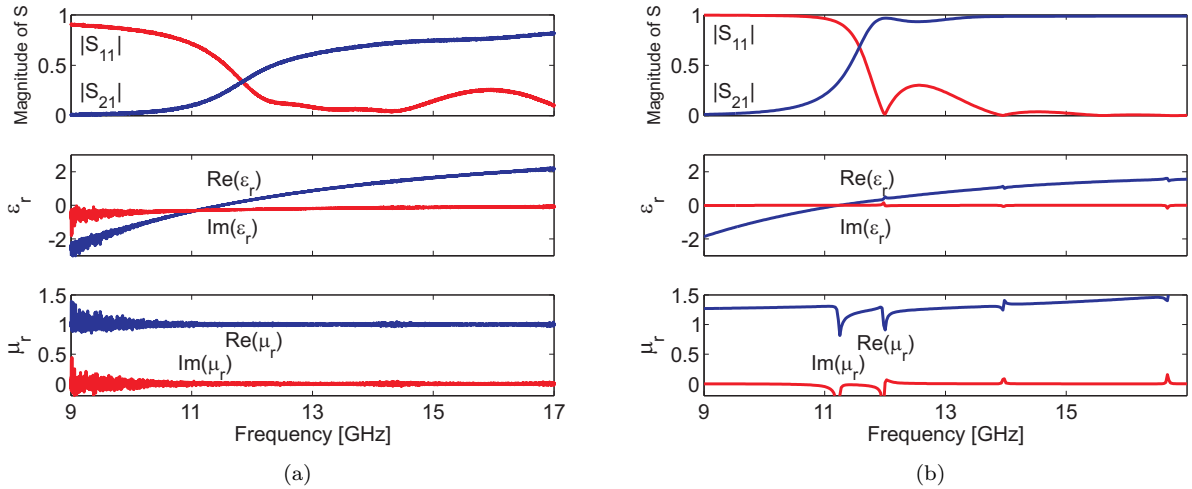 Magnitude of S
1
0.5
0
|S11|
|S21|
εr
2
0
-2
Re(εr)
Im(εr)
μr
1.5
1
0.5
0
Re(μr)
Im(μr)
9 11 13 15 17
Frequency [GHz]
(a)
Magnitude of S
1
0.5
0
|S11|
|S21|
εr
2
0
-2
Re(εr)
Im(εr)
μr
1.5
1
0.5
0
Im(μr)
Re(μr)
9 11 13 15
Frequency [GHz]
(b)